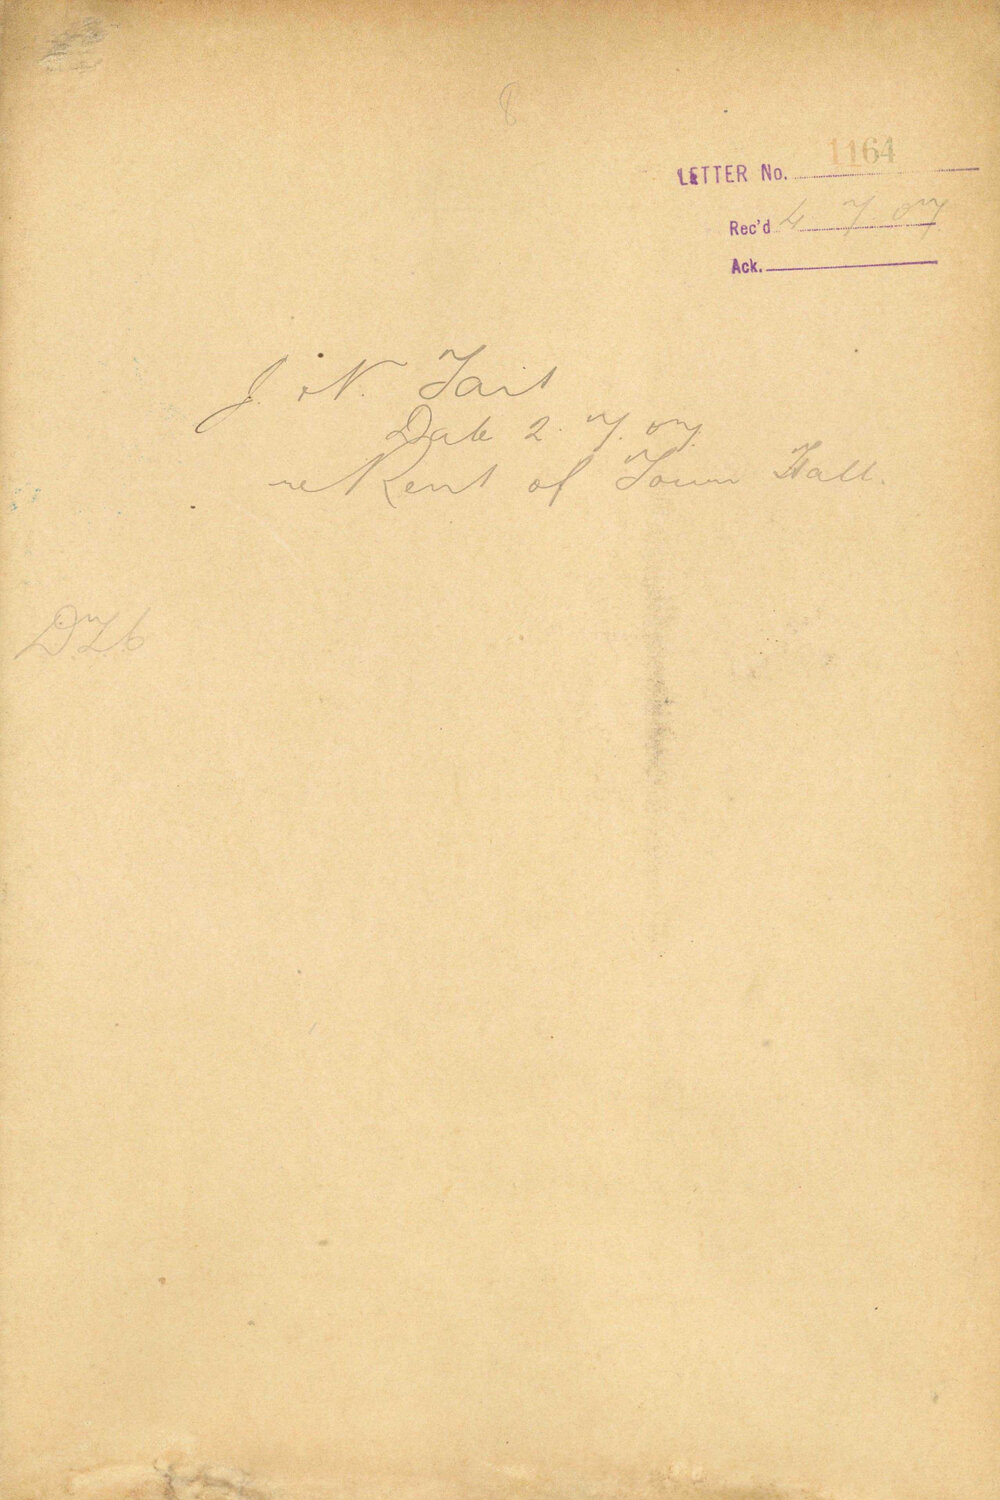 8
LETTER No. 1164
Rec'd 4. 7. 07.
Ack.
J. N. Tait
Date 2. 7. 07.
re Rent of Town Hall.